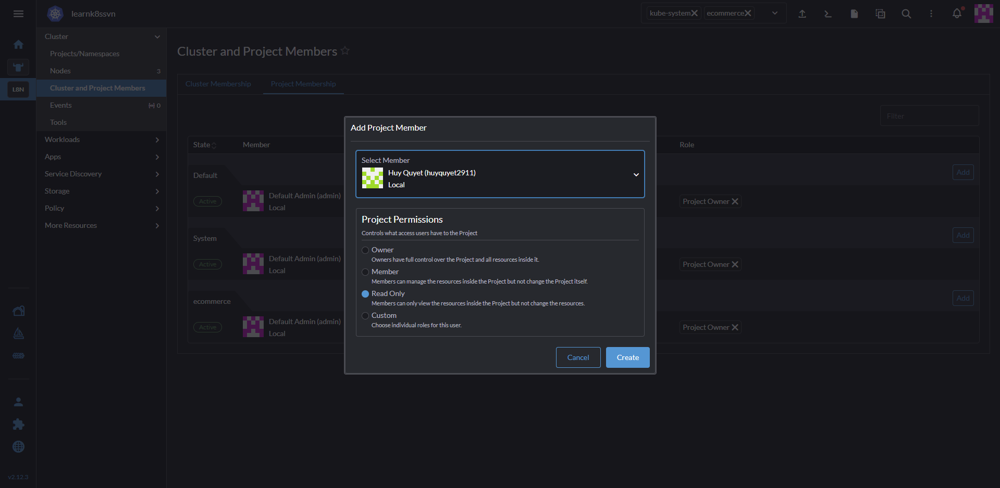 learnk8ssvn
kube-system
ecommerce
L8N
v2.12.3
Cluster
Projects/Namespaces
Nodes 3
Cluster and Project Members
Events 0
Tools
Workloads
Apps
Service Discovery
Storage
Policy
More Resources
Cluster and Project Members
Cluster Membership Project Membership
Filter
State Member Role
Default Add
Active Default Admin (admin) Project Owner
Local
System Add
Active Default Admin (admin) Project Owner
Local
ecommerce Add
Active Default Admin (admin) Project Owner
Local
Add Project Member
Select Member
Huy Quyet (huyquyet2911)
Local
Project Permissions
Controls what access users have to the Project
Owner
Owners have full control over the Project and all resources inside it.
Member
Members can manage the resources inside the Project but not change the Project itself.
Read Only
Members can only view the resources inside the Project but not change the resources.
Custom
Choose individual roles for this user.
Cancel Create